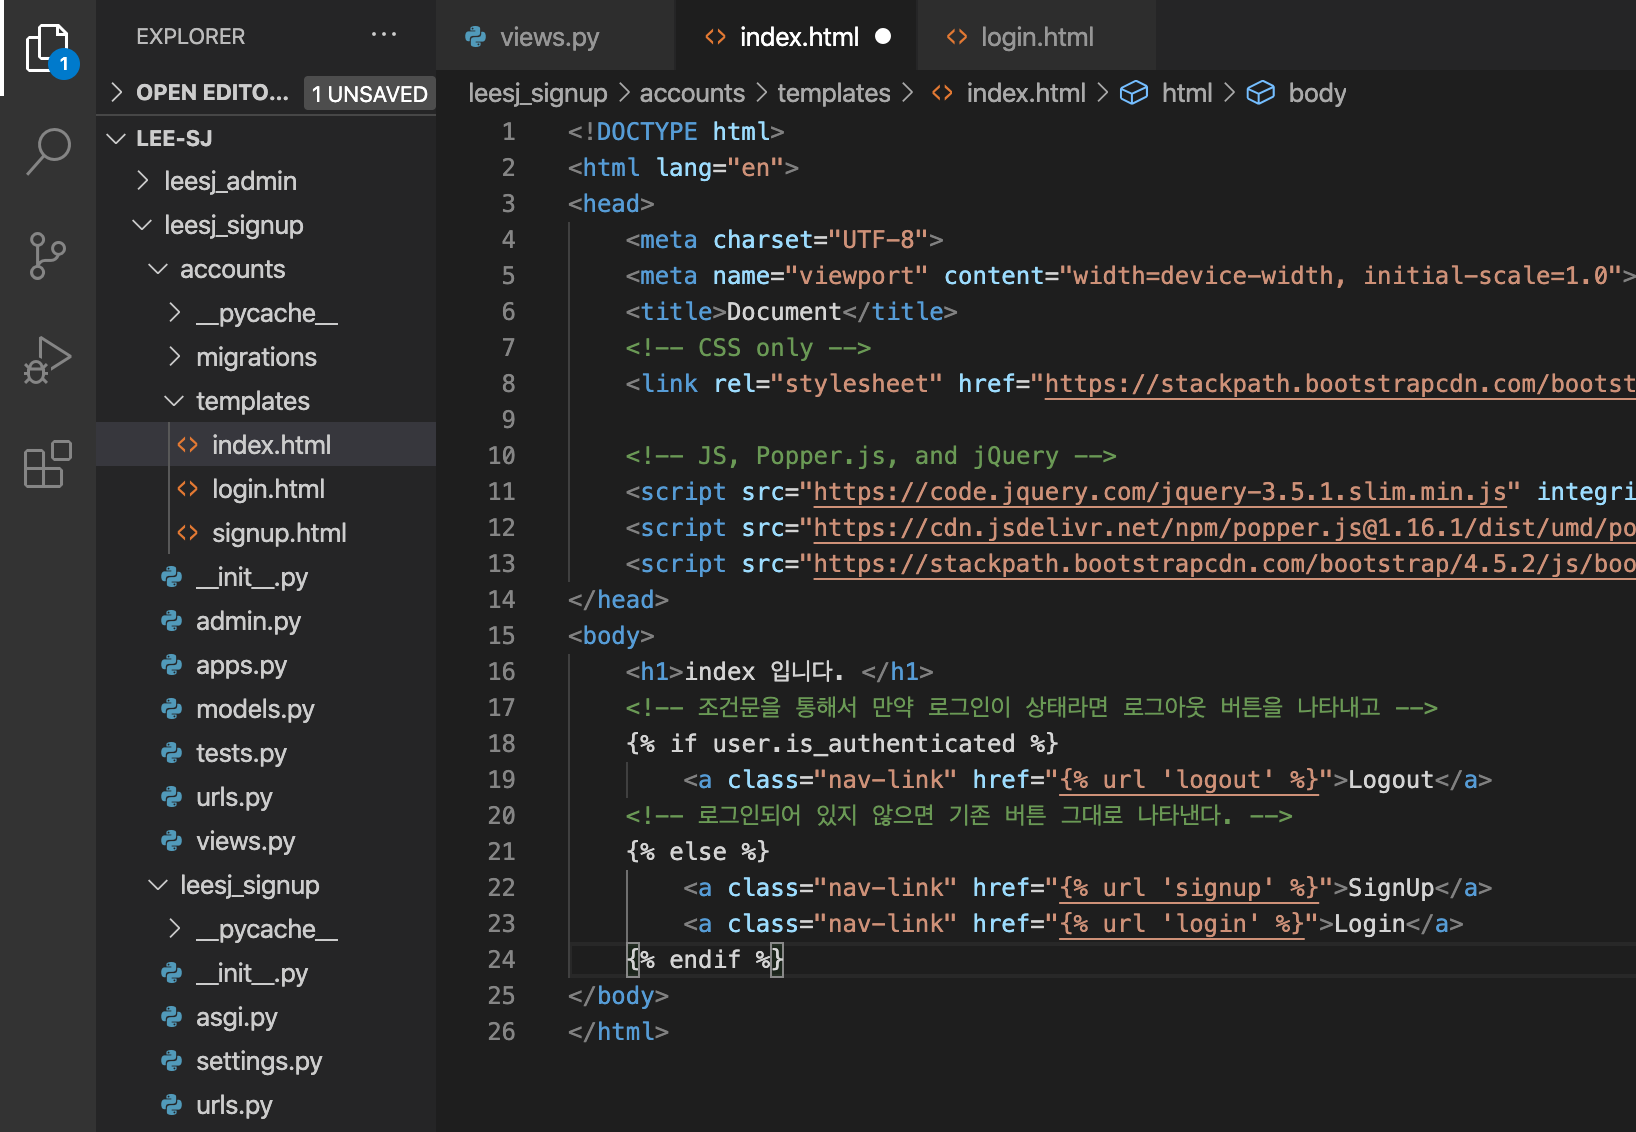 EXPLORER ···
OPEN EDITO... 1 UNSAVED
1
LEE-SJ
leesj_admin
leesj_signup
accounts
__pycache__
migrations
templates
index.html
login.html
signup.html
__init__.py
admin.py
apps.py
models.py
tests.py
urls.py
views.py
leesj_signup
__pycache__
__init__.py
asgi.py
settings.py
urls.py
views.py index.html login.html
leesj_signup > accounts > templates > index.html > html > body
1 <!DOCTYPE html>
2 <html lang="en">
3 <head>
4 <meta charset="UTF-8">
5 <meta name="viewport" content="width=device-width, initial-scale=1.0">
6 <title>Document</title>
7 <!-- CSS only -->
8 <link rel="stylesheet" href="https://stackpath.bootstrapcdn.com/bootst
9
10 <!-- JS, Popper.js, and jQuery -->
11 <script src="https://code.jquery.com/jquery-3.5.1.slim.min.js" integri
12 <script src="https://cdn.jsdelivr.net/npm/popper.js@1.16.1/dist/umd/po
13 <script src="https://stackpath.bootstrapcdn.com/bootstrap/4.5.2/js/boo
14 </head>
15 <body>
16 <h1>index 입니다. </h1>
17 <!-- 조건문을 통해서 만약 로그인이 상태라면 로그아웃 버튼을 나타내고 -->
18 {% if user.is_authenticated %}
19 <a class="nav-link" href="{% url 'logout' %}">Logout</a>
20 <!-- 로그인되어 있지 않으면 기존 버튼 그대로 나타낸다. -->
21 {% else %}
22 <a class="nav-link" href="{% url 'signup' %}">SignUp</a>
23 <a class="nav-link" href="{% url 'login' %}">Login</a>
24 {% endif %}
25 </body>
26 </html>